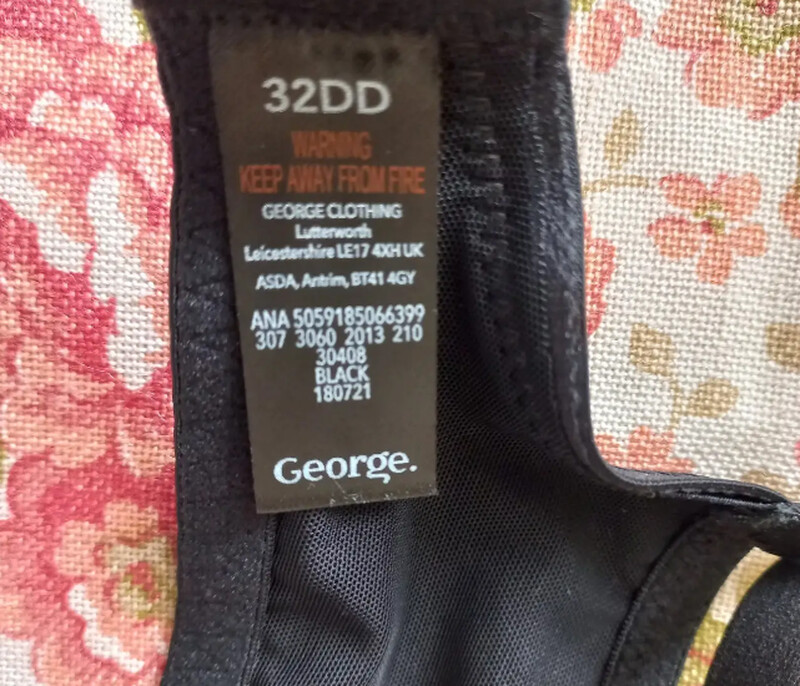 32DD
WARNING
KEEP AWAY FROM FIRE
GEORGE CLOTHING
Lutterworth
Leicestershire LE17 4XH UK
ASDA, Antrim, BT41 4GY
ANA 5059185066399
307 3060 2013 210
30408
BLACK
180721
George.